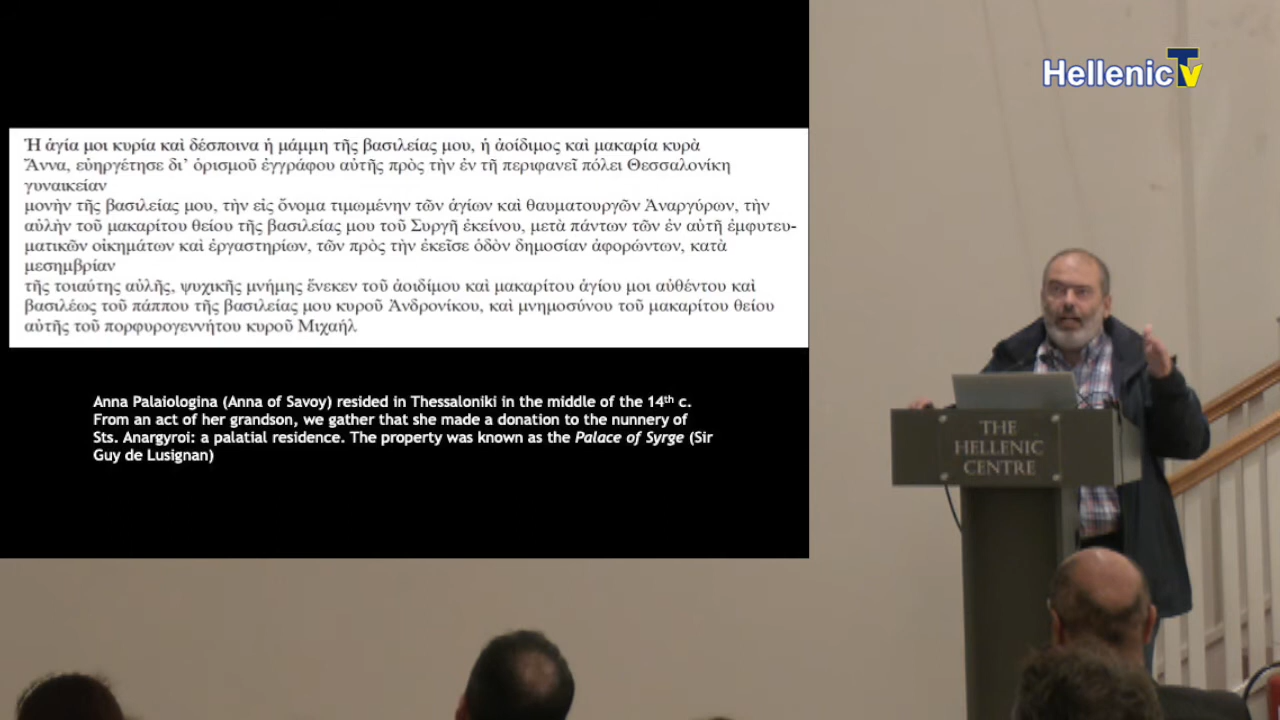 Ἡ ἁγία μοι κυρία καὶ δέσποινα ἡ μάμμη τῆς βασιλείας μου, ἡ ἀοίδιμος καὶ μακαρία κυρὰ
Ἄννα, εὐηργέτησε δι’ ὁρισμοῦ ἐγγράφου αὐτῆς πρὸς τὴν ἐν τῇ περιφανεῖ πόλει Θεσσαλονίκη
γυναικείαν
μονὴν τῆς βασιλείας μου, τὴν εἰς ὄνομα τιμωμένην τῶν ἁγίων καὶ θαυματουργῶν Ἀναργύρων, τὴν
αὐλὴν τοῦ μακαρίτου θείου τῆς βασιλείας μου τοῦ Συργῆ ἐκείνου, μετὰ πάντων τῶν ἐν αὐτῇ ἐμφυτευ-
ματικῶν οἰκημάτων καὶ ἐργαστηρίων, τῶν πρὸς τὴν ἐκεῖσε ὁδὸν δημοσίαν ἀφορώντων, κατὰ
μεσημβρίαν
τῆς τοιαύτης αὐλῆς, ψυχικῆς μνήμης ἕνεκεν τοῦ ἀοιδίμου καὶ μακαρίτου ἁγίου μοι αὐθέντου καὶ
βασιλέως τοῦ πάππου τῆς βασιλείας μου κυροῦ Ἀνδρονίκου, καὶ μνημοσύνου τοῦ μακαρίτου θείου
αὐτῆς τοῦ πορφυρογεννήτου κυροῦ Μιχαήλ
Anna Palaiologina (Anna of Savoy) resided in Thessaloniki in the middle of the 14th c.
From an act of her grandson, we gather that she made a donation to the nunnery of
Sts. Anargyroi: a palatial residence. The property was known as the Palace of Syrge (Sir
Guy de Lusignan)
Hellenic Tv
THE
HELLENIC
CENTRE